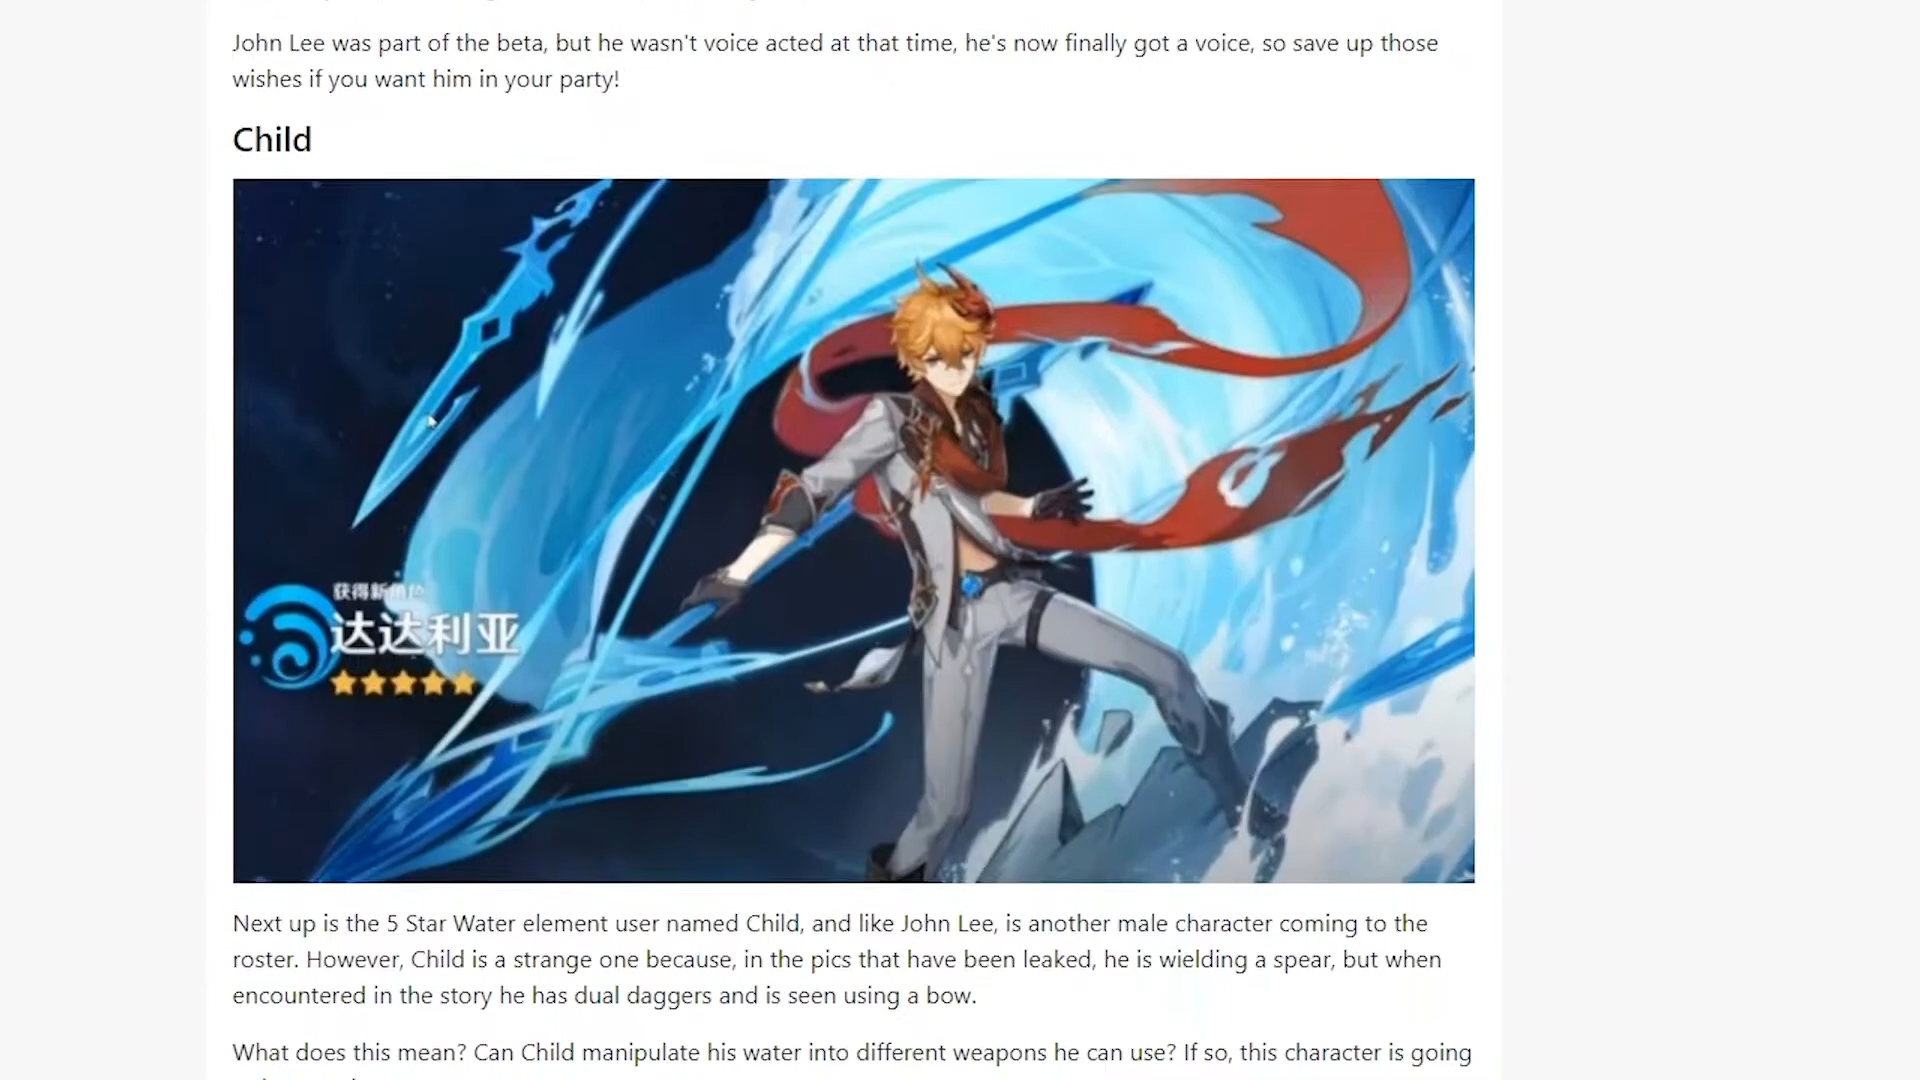 John Lee was part of the beta, but he wasn't voice acted at that time, he's now finally got a voice, so save up those
wishes if you want him in your party!
Child
获得新角色
达达利亚
Next up is the 5 Star Water element user named Child, and like John Lee, is another male character coming to the
roster. However, Child is a strange one because, in the pics that have been leaked, he is wielding a spear, but when
encountered in the story he has dual daggers and is seen using a bow.
What does this mean? Can Child manipulate his water into different weapons he can use? If so, this character is going